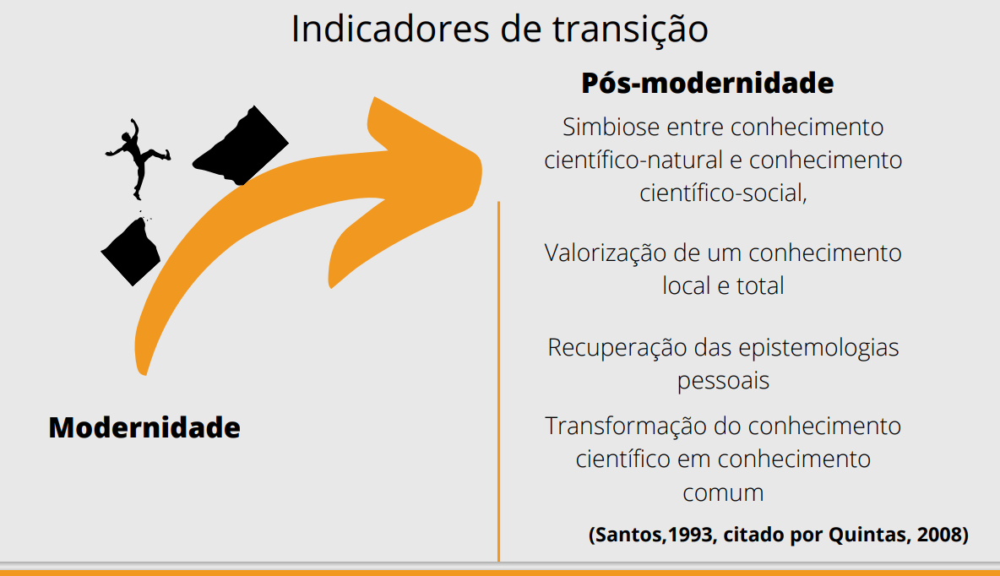 Indicadores de transição
Pós-modernidade
Simbiose entre conhecimento
científico-natural e conhecimento
científico-social,
Valorização de um conhecimento
local e total
Recuperação das epistemologias
pessoais
Transformação do conhecimento
científico em conhecimento
comum
(Santos,1993, citado por Quintas, 2008)
Modernidade